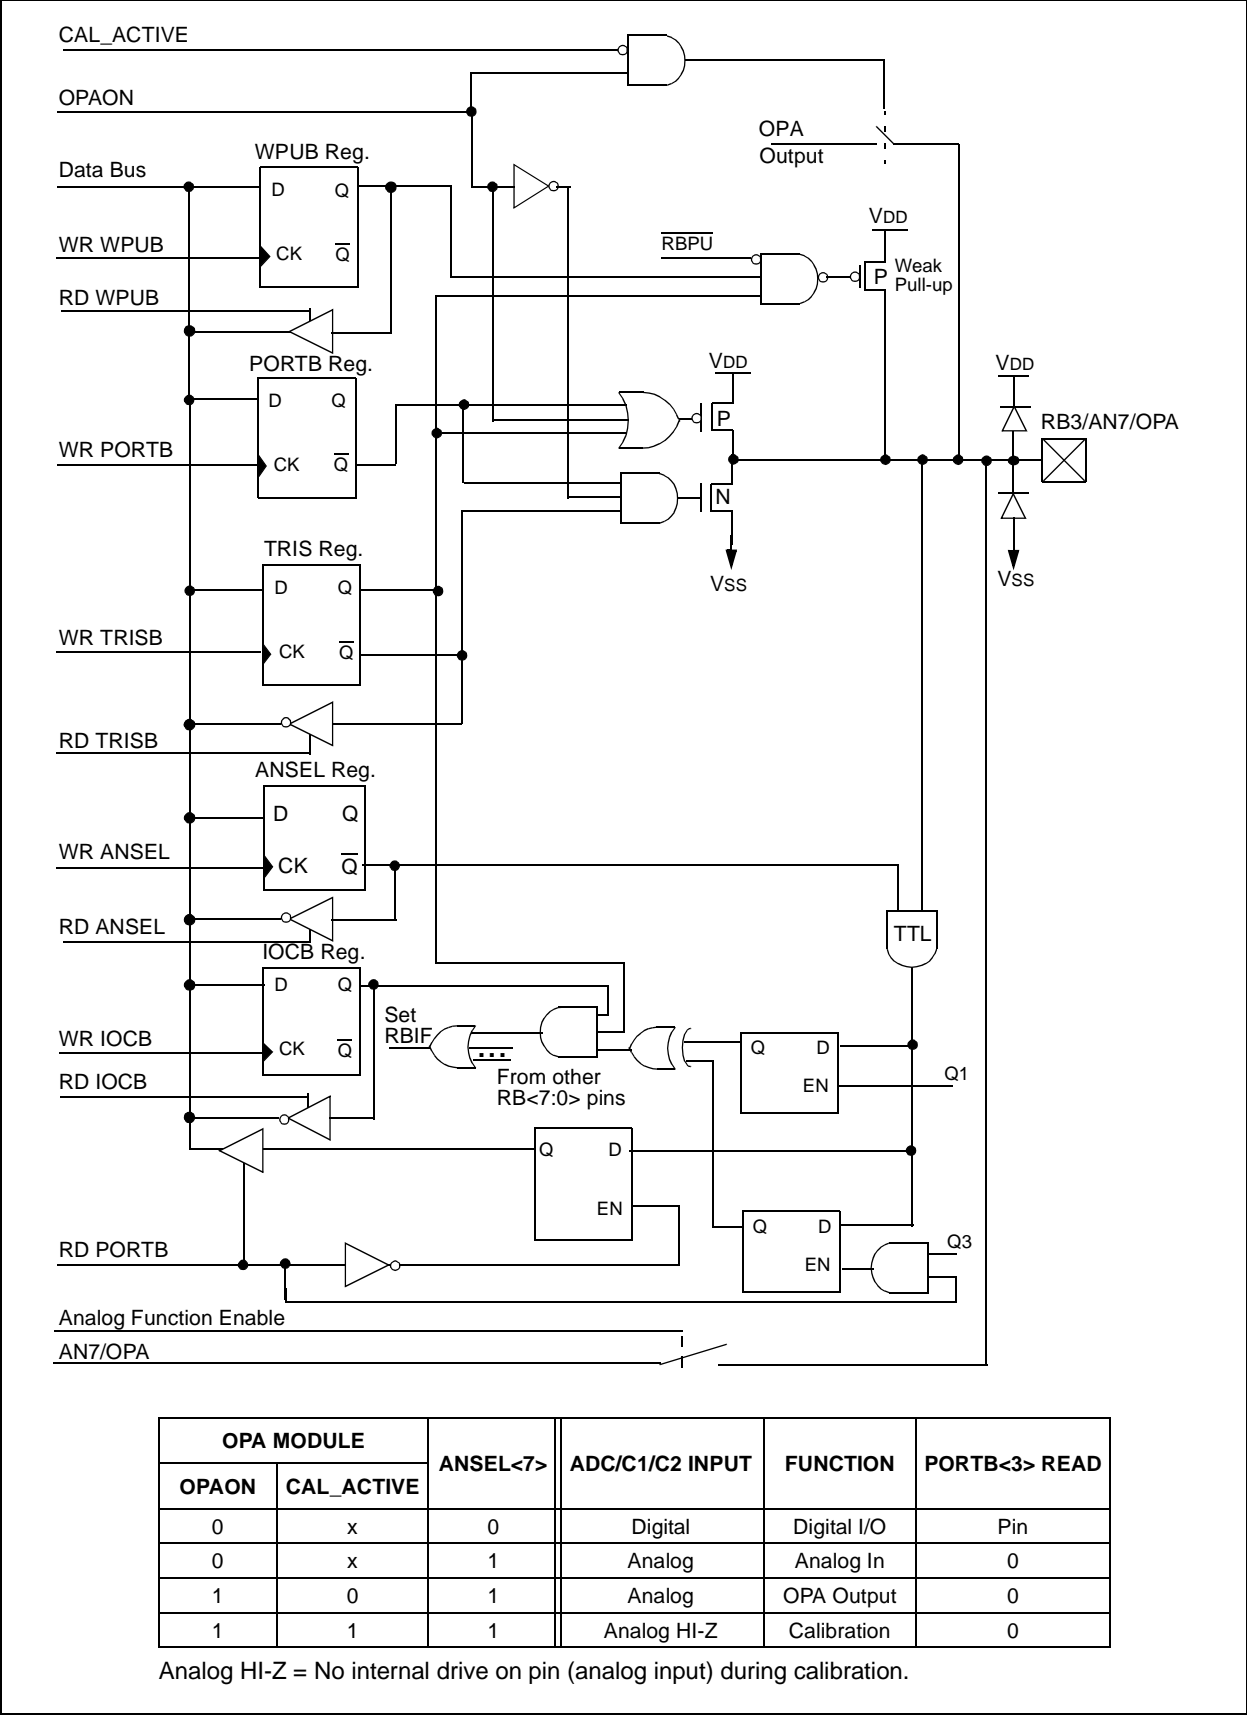 CAL_ACTIVE
OPAON
OPA
Output
Data Bus
WPUB Reg.
D Q
CK Q
WR WPUB
RD WPUB
RBPU
VDD
P
Weak
Pull-up
PORTB Reg.
D Q
CK Q
WR PORTB
VDD
P
N
VSS
VDD
RB3/AN7/OPA
VSS
TRIS Reg.
D Q
CK Q
WR TRISB
RD TRISB
ANSEL Reg.
D Q
CK Q
WR ANSEL
RD ANSEL
TTL
IOCB Reg.
D Q
CK Q
WR IOCB
RD IOCB
Set
RBIF
...
From other
RB<7:0> pins
Q D
EN
Q1
Q D
EN
Q D
EN
Q3
RD PORTB
Analog Function Enable
AN7/OPA
OPA MODULE ANSEL<7> ADC/C1/C2 INPUT FUNCTION PORTB<3> READ
OPAON CAL_ACTIVE
0 x 0 Digital Digital I/O Pin
0 x 1 Analog Analog In 0
1 0 1 Analog OPA Output 0
1 1 1 Analog HI-Z Calibration 0
Analog HI-Z = No internal drive on pin (analog input) during calibration.